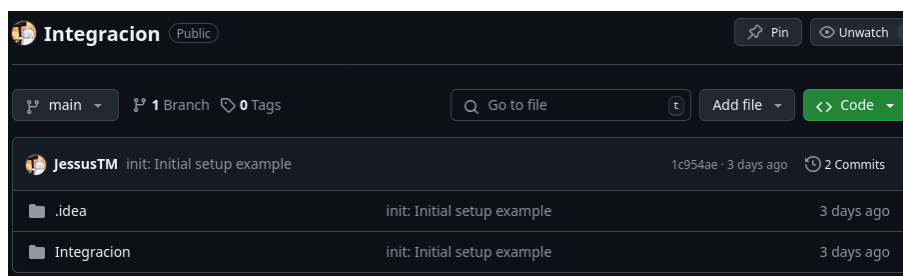 Integracion Public Pin Unwatch
main 1 Branch 0 Tags Go to file t Add file Code
JessusTM init: Initial setup example 1c954ae · 3 days ago 2 Commits
.idea init: Initial setup example 3 days ago
Integracion init: Initial setup example 3 days ago